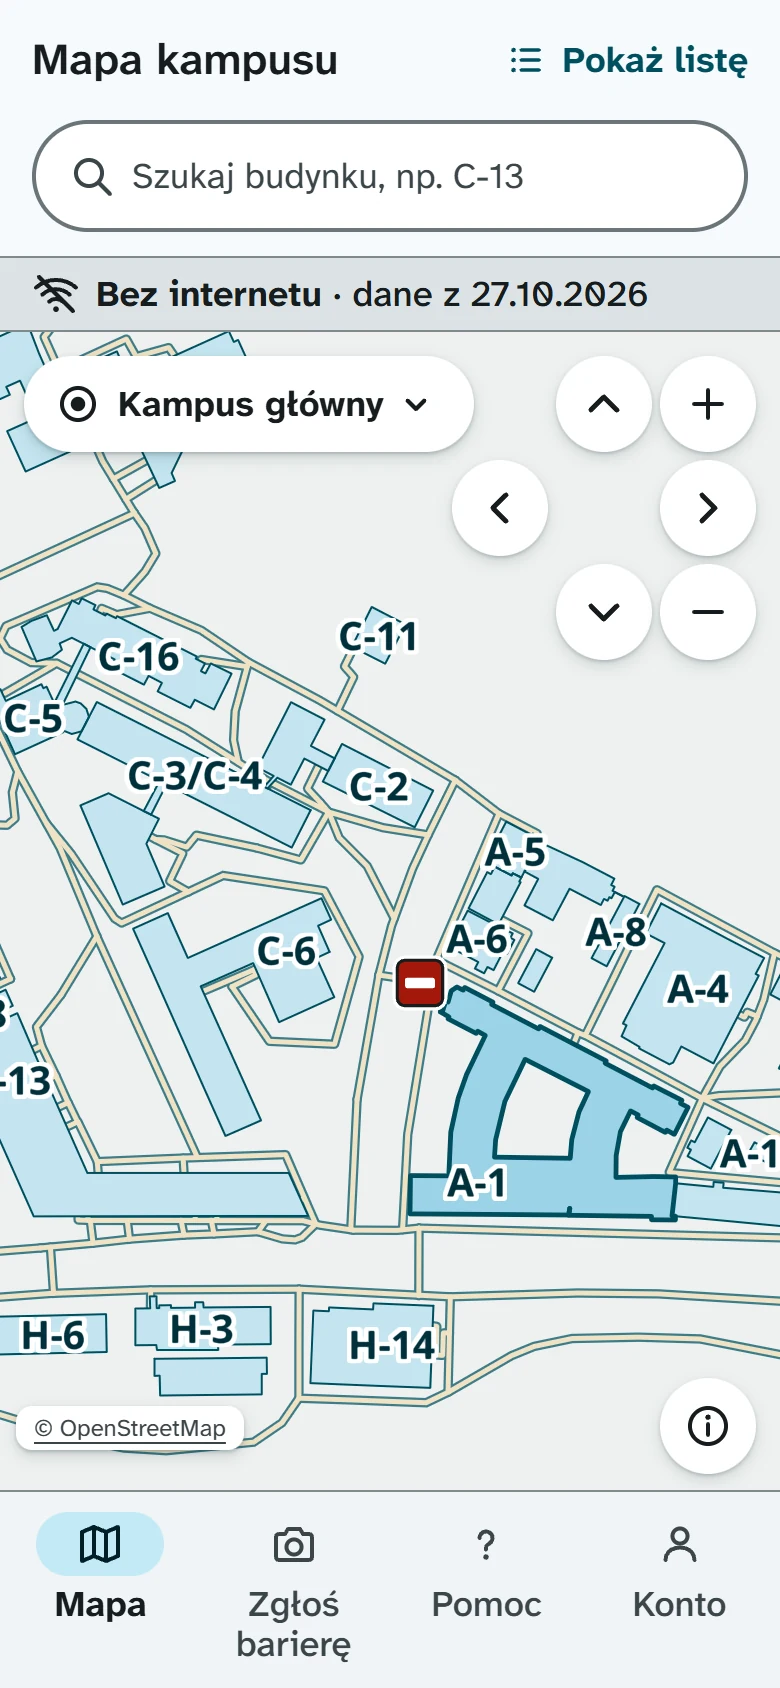 Mapa kampusu
Pokaż listę
Szukaj budynku, np. C-13
Bez internetu · dane z 27.10.2026
Kampus główny
C-11
C-16
C-5
C-3/C-4
C-2
A-5
A-6
A-8
C-6
A-4
-13
A-1
A-1
H-6
H-3
H-14
© OpenStreetMap
Mapa
Zgłoś
barierę
Pomoc
Konto